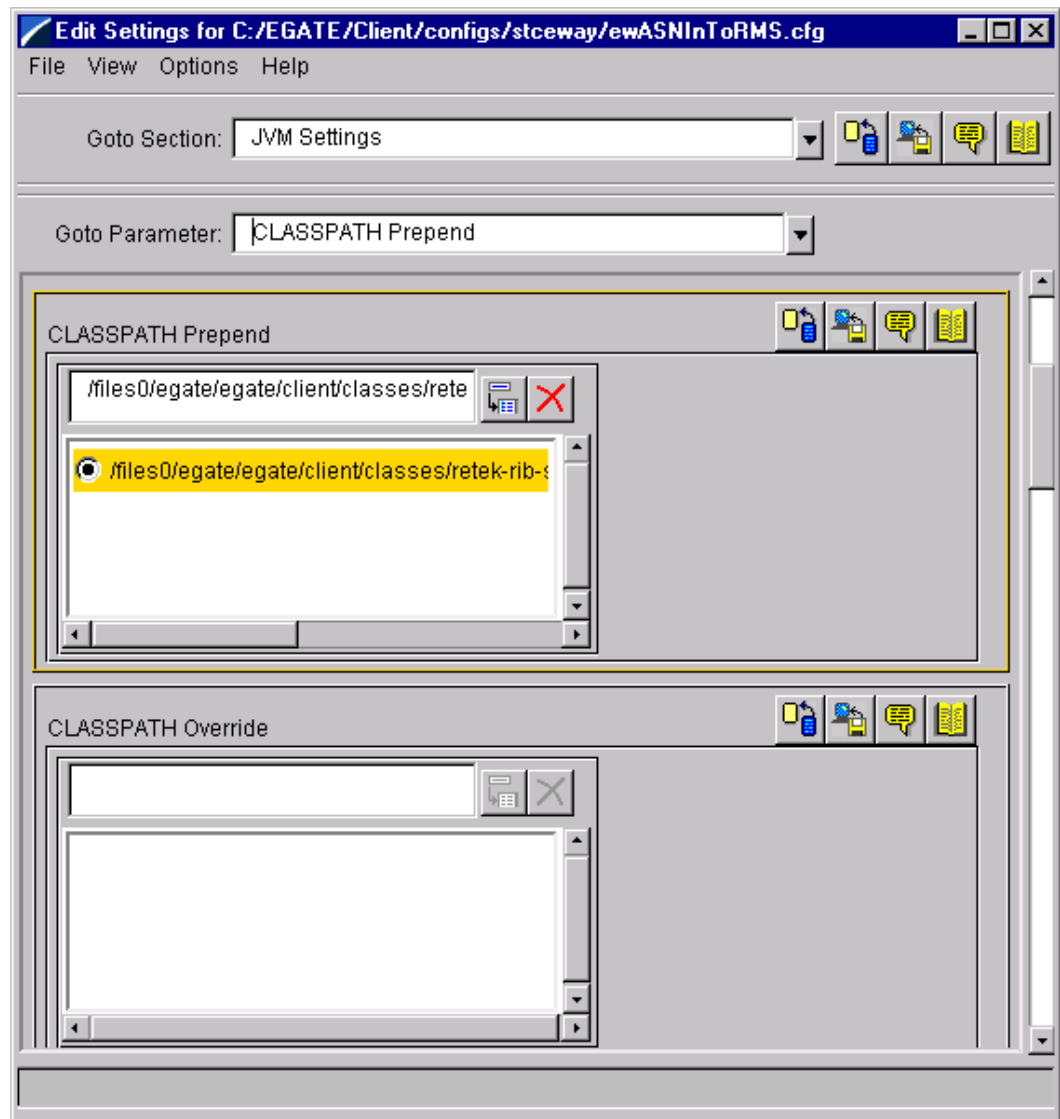 Edit Settings for C:/EGATE/Client/configs/stceway/ewASNInToRMS.cfg
File View Options Help
Goto Section: JVM Settings
Goto Parameter: CLASSPATH Prepend
CLASSPATH Prepend
/files0/egate/egate/client/classes/rete
/files0/egate/egate/client/classes/retek-rib-s
CLASSPATH Override